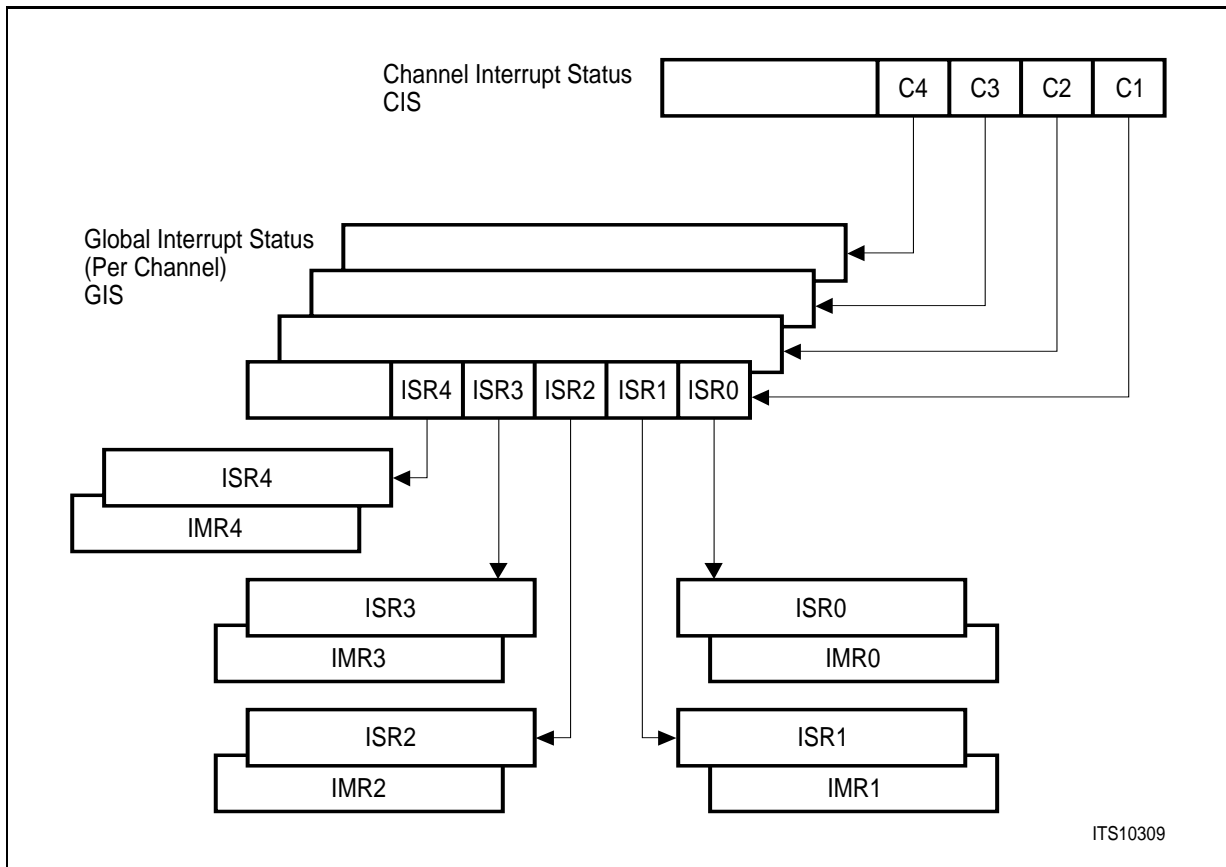 Channel Interrupt Status
CIS
C4 C3 C2 C1
Global Interrupt Status
(Per Channel)
GIS
ISR4 ISR3 ISR2 ISR1 ISR0
ISR4
IMR4
ISR3
IMR3
ISR0
IMR0
ISR2
IMR2
ISR1
IMR1
ITS10309